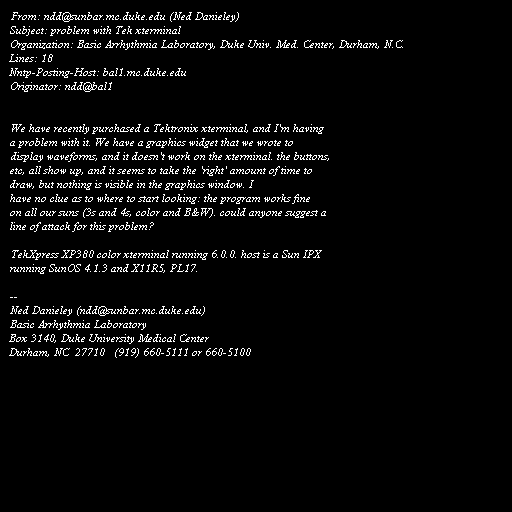 From: ndd@sunbar.mc.duke.edu (Ned Danieley)
Subject: problem with Tek xterminal
Organization: Basic Arrhythmia Laboratory, Duke Univ. Med. Center, Durham, N.C.
Lines: 18
Nntp-Posting-Host: bal1.mc.duke.edu
Originator: ndd@bal1
We have recently purchased a Tektronix xterminal, and I'm having
a problem with it. We have a graphics widget that we wrote to
display waveforms, and it doesn't work on the xterminal. the buttons,
etc, all show up, and it seems to take the 'right' amount of time to
draw, but nothing is visible in the graphics window. I
have no clue as to where to start looking: the program works fine
on all our suns (3s and 4s, color and B&W). could anyone suggest a
line of attack for this problem?
TekXpress XP380 color xterminal running 6.0.0. host is a Sun IPX
running SunOS 4.1.3 and X11R5, PL17.
--
Ned Danieley (ndd@sunbar.mc.duke.edu)
Basic Arrhythmia Laboratory
Box 3140, Duke University Medical Center
Durham, NC  27710   (919) 660-5111 or 660-5100